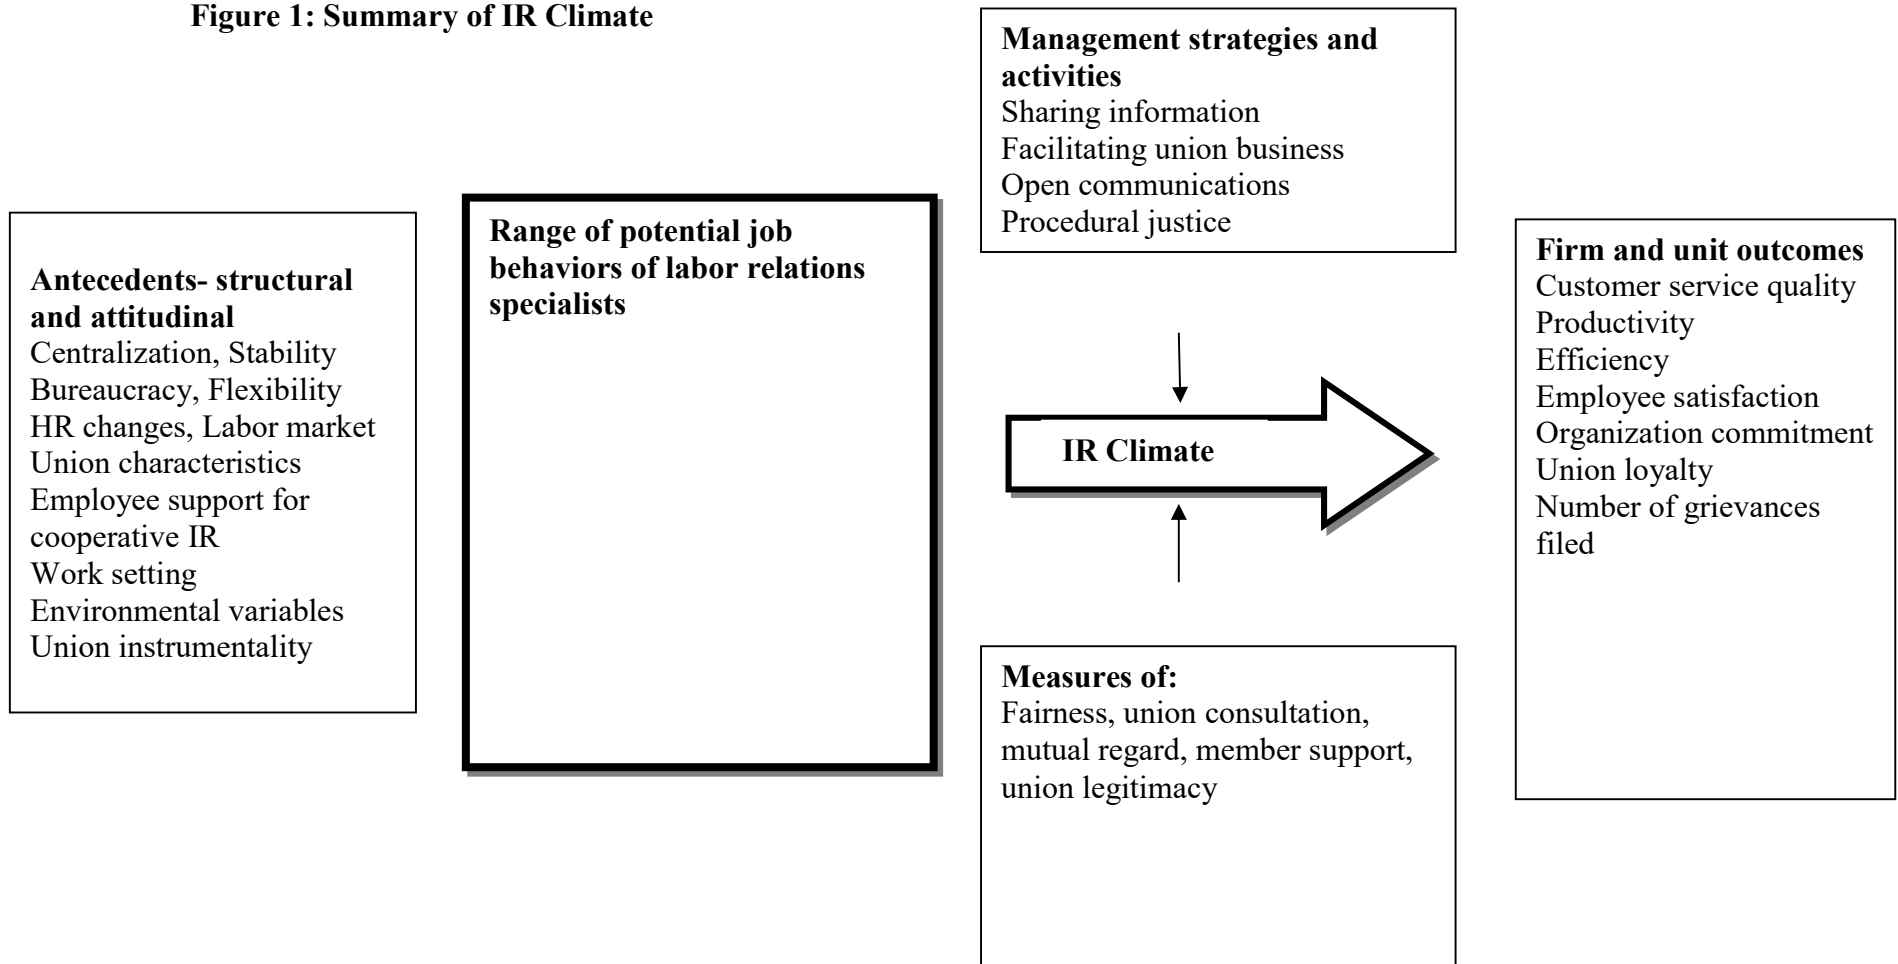 Figure 1: Summary of IR Climate
Antecedents- structural
and attitudinal
Centralization, Stability
Bureaucracy, Flexibility
HR changes, Labor market
Union characteristics
Employee support for
cooperative IR
Work setting
Environmental variables
Union instrumentality
Range of potential job
behaviors of labor relations
specialists
Management strategies and
activities
Sharing information
Facilitating union business
Open communications
Procedural justice
IR Climate
Measures of:
Fairness, union consultation,
mutual regard, member support,
union legitimacy
Firm and unit outcomes
Customer service quality
Productivity
Efficiency
Employee satisfaction
Organization commitment
Union loyalty
Number of grievances
filed